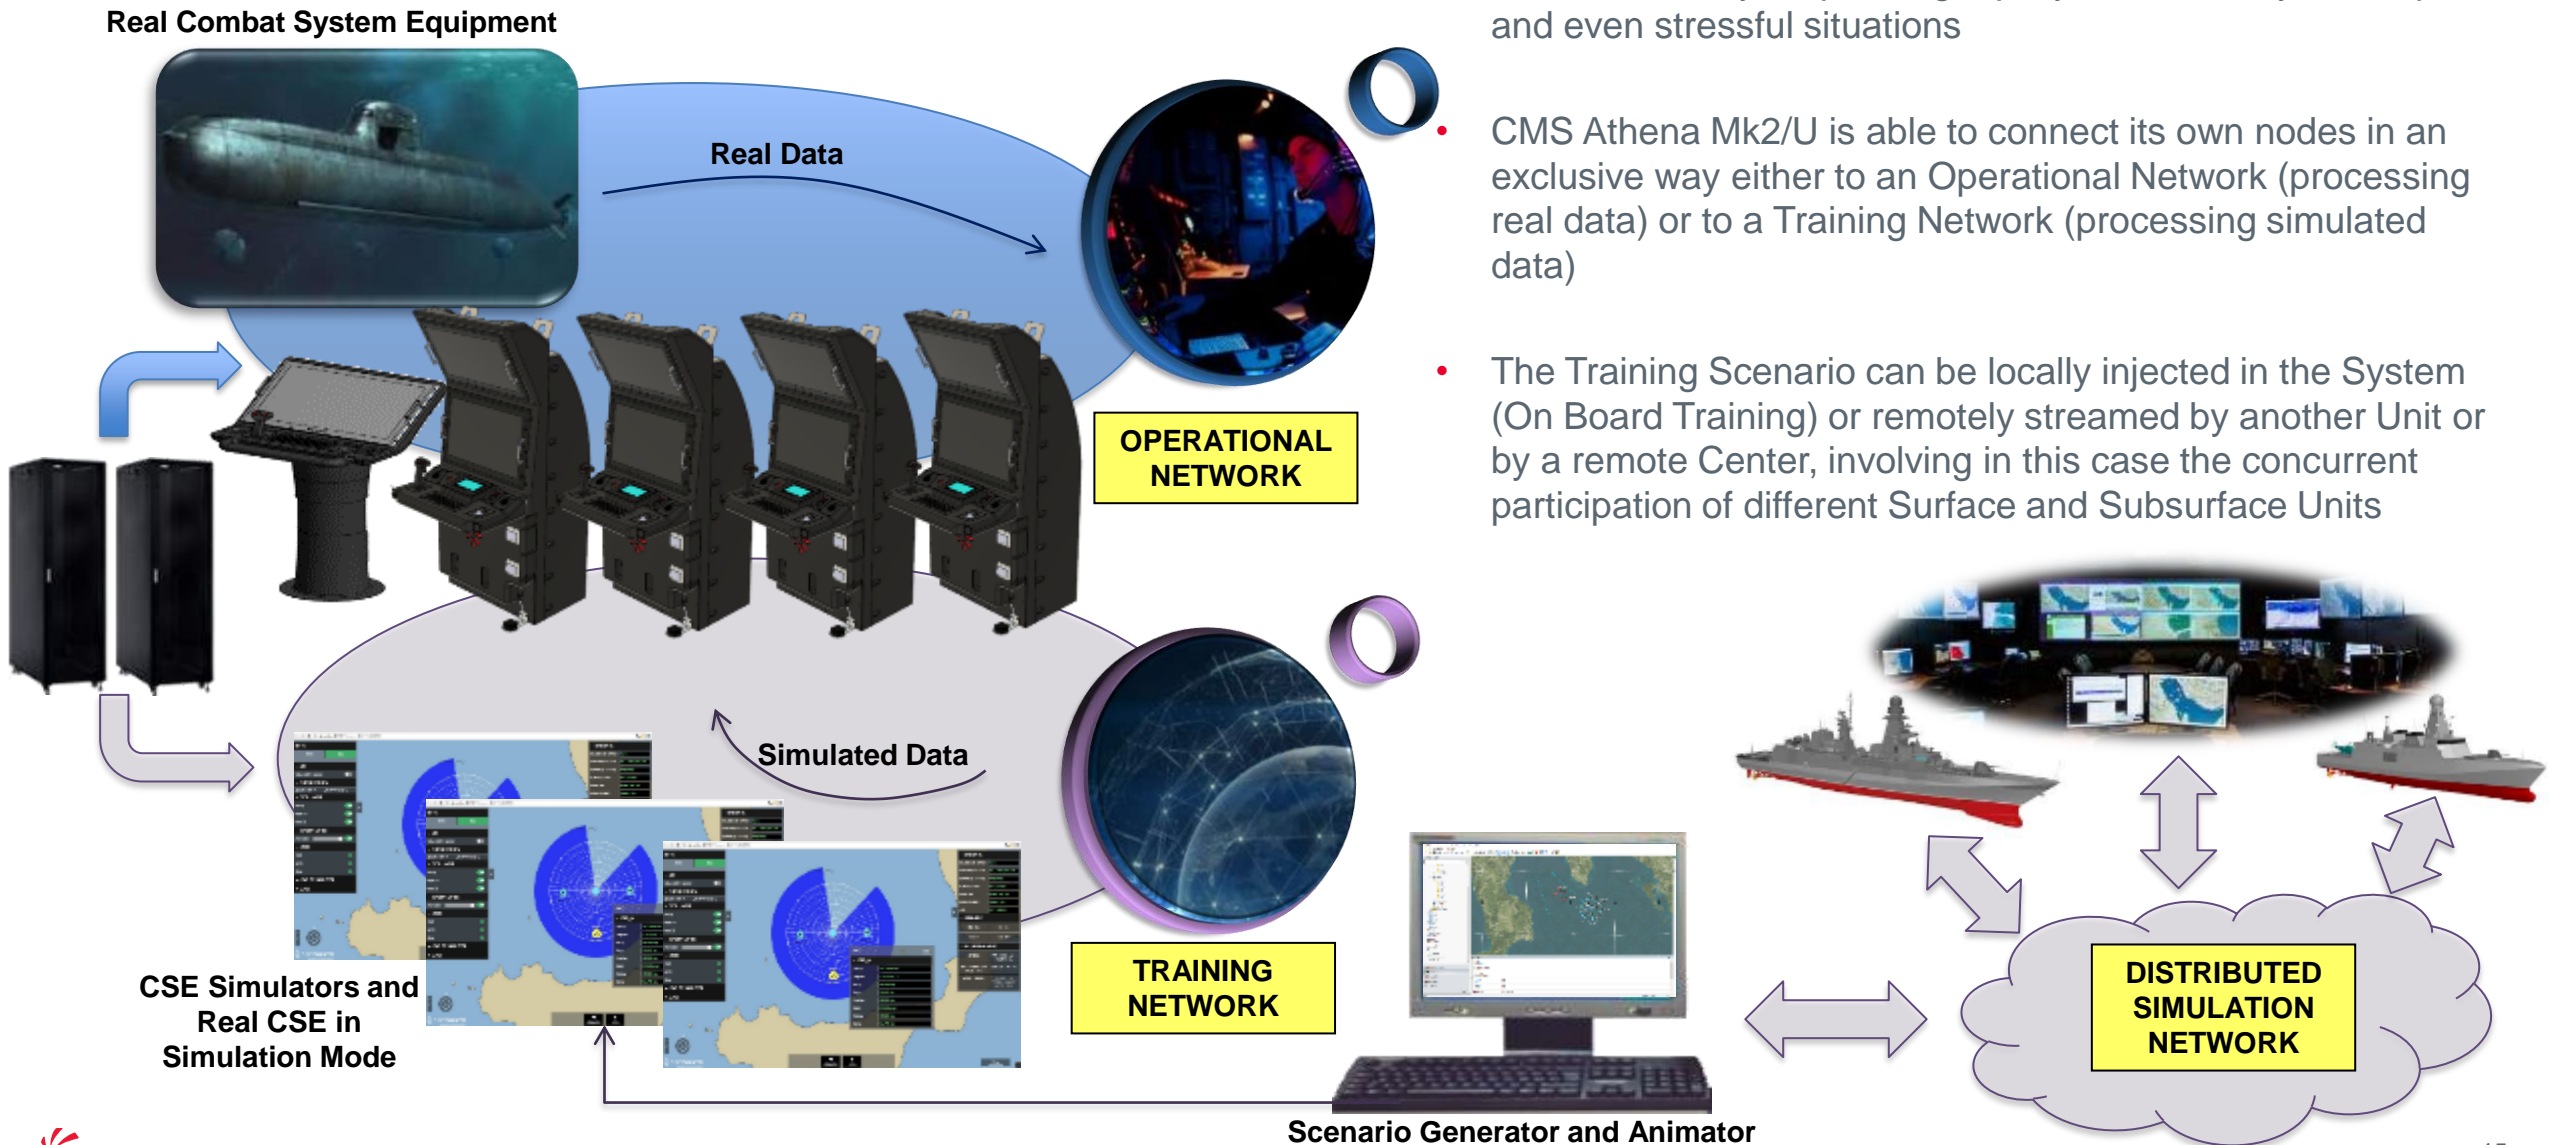 Real Combat System Equipment
and even stressful situations
Real Data
• CMS Athena Mk2/U is able to connect its own nodes in an
exclusive way either to an Operational Network (processing
real data) or to a Training Network (processing simulated
data)
• The Training Scenario can be locally injected in the System
(On Board Training) or remotely streamed by another Unit or
by a remote Center, involving in this case the concurrent
participation of different Surface and Subsurface Units
OPERATIONAL
NETWORK
Simulated Data
CSE Simulators and
Real CSE in
Simulation Mode
TRAINING
NETWORK
DISTRIBUTED
SIMULATION
NETWORK
Scenario Generator and Animator